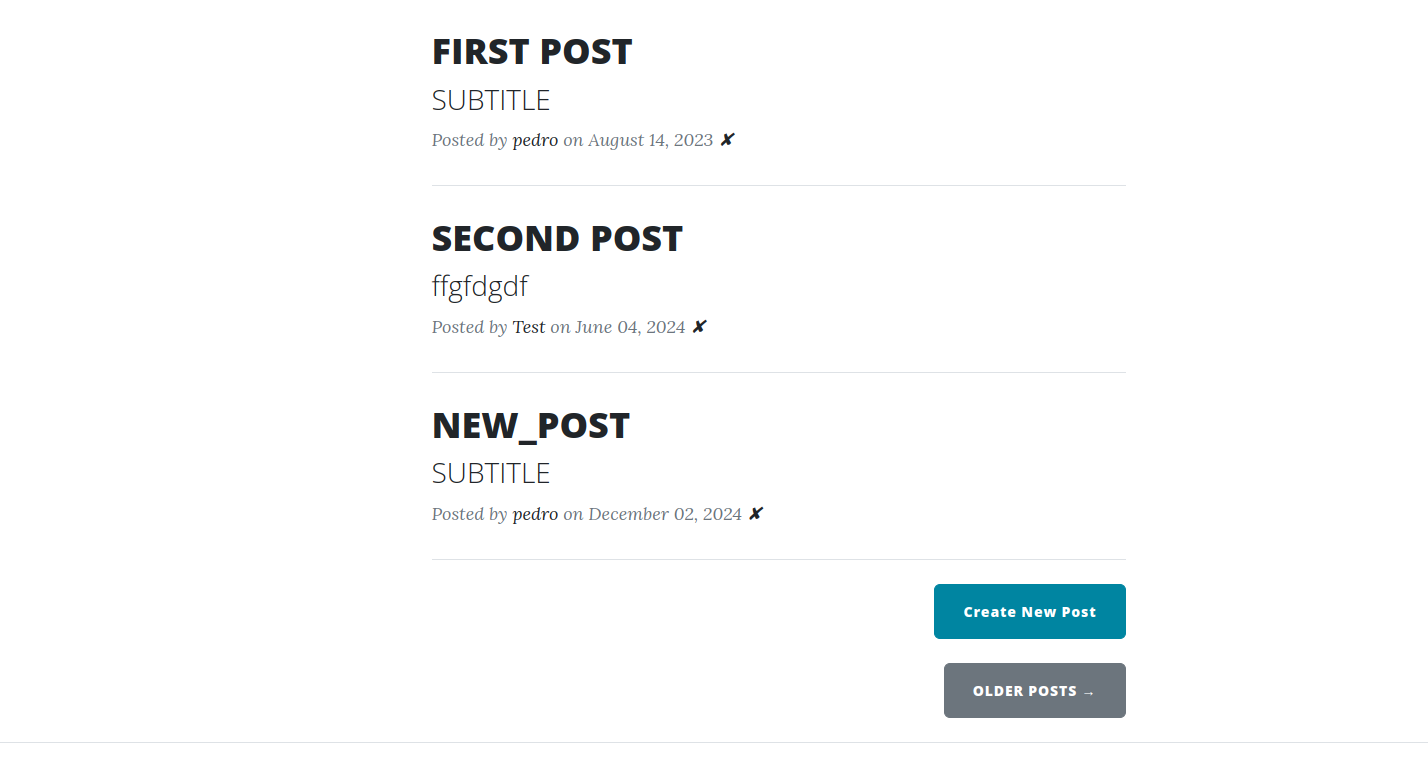 FIRST POST
SUBTITLE
Posted by pedro on August 14, 2023 ✘
SECOND POST
ffgfdgdf
Posted by Test on June 04, 2024 ✘
NEW_POST
SUBTITLE
Posted by pedro on December 02, 2024 ✘
Create New Post
OLDER POSTS →